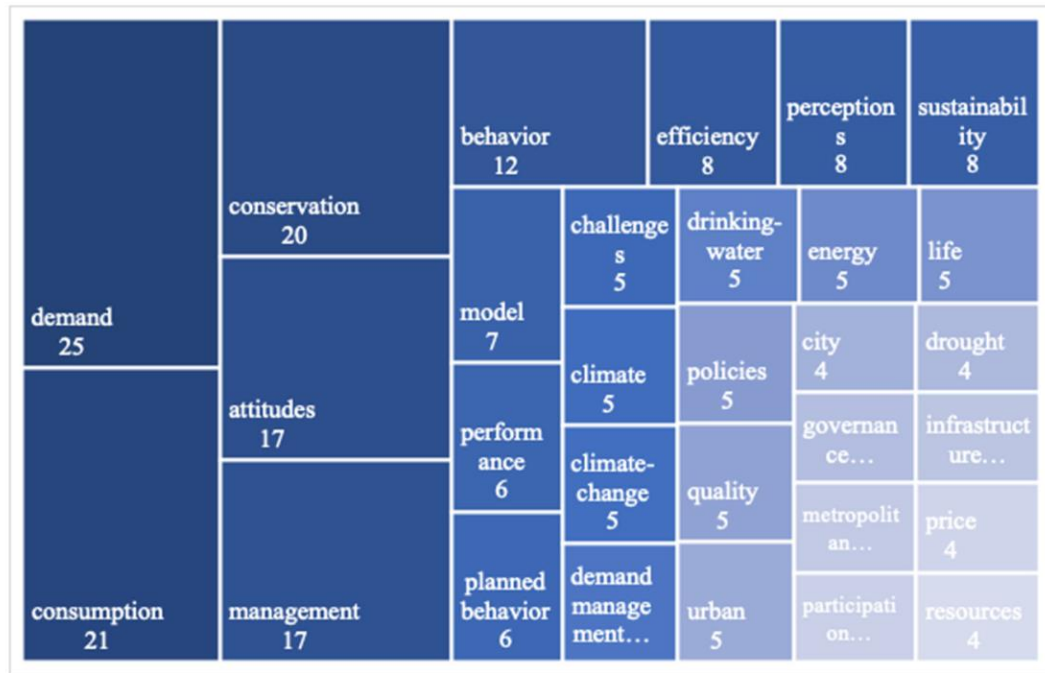 demand
25
consumption
21
conservation
20
attitudes
17
management
17
behavior
12
efficiency
8
perception
s
8
sustainabil
ity
8
model
7
perform
ance
6
planned
behavior
6
challenge
s
5
climate
5
climate-
change
5
demand
manage
ment…
drinking-
water
5
policies
5
quality
5
urban
5
energy
5
life
5
city
4
drought
4
governan
ce…
infrastruct
ure…
metropolit
an…
price
4
participati
on…
resources
4